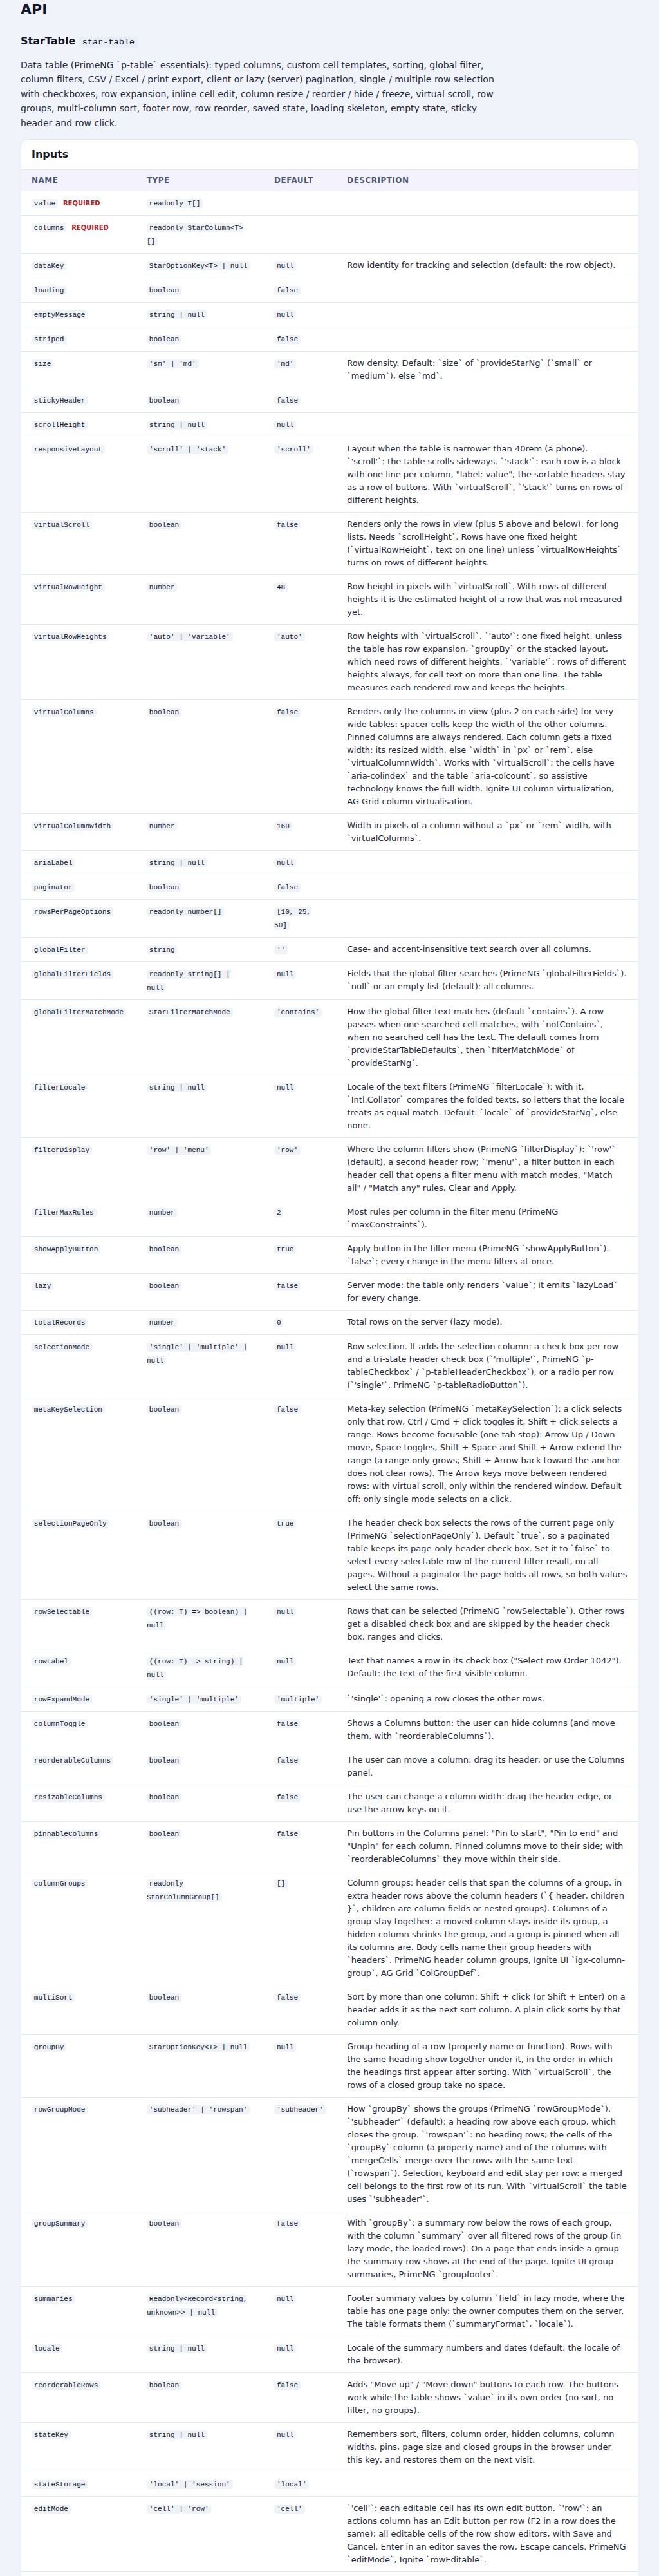 API
StarTable star-table
Data table (PrimeNG `p-table` essentials): typed columns, custom cell templates, sorting, global filter,
column filters, CSV / Excel / print export, client or lazy (server) pagination, single / multiple row selection
with checkboxes, row expansion, inline cell edit, column resize / reorder / hide / freeze, virtual scroll, row
groups, multi-column sort, footer row, row reorder, saved state, loading skeleton, empty state, sticky
header and row click.
Inputs
NAME TYPE DEFAULT DESCRIPTION
value REQUIRED readonly T[]
columns REQUIRED readonly StarColumn<T>
[]
dataKey StarOptionKey<T> | null null Row identity for tracking and selection (default: the row object).
loading boolean false
emptyMessage string | null null
striped boolean false
size 'sm' | 'md' 'md' Row density. Default: `size` of `provideStarNg` (`small` or
`medium`), else `md`.
stickyHeader boolean false
scrollHeight string | null null
responsiveLayout 'scroll' | 'stack' 'scroll' Layout when the table is narrower than 40rem (a phone).
`'scroll'`: the table scrolls sideways. `'stack'`: each row is a block
with one line per column, "label: value"; the sortable headers stay
as a row of buttons. With `virtualScroll`, `'stack'` turns on rows of
different heights.
virtualScroll boolean false Renders only the rows in view (plus 5 above and below), for long
lists. Needs `scrollHeight`. Rows have one fixed height
(`virtualRowHeight`, text on one line) unless `virtualRowHeights`
turns on rows of different heights.
virtualRowHeight number 48 Row height in pixels with `virtualScroll`. With rows of different
heights it is the estimated height of a row that was not measured
yet.
virtualRowHeights 'auto' | 'variable' 'auto' Row heights with `virtualScroll`. `'auto'`: one fixed height, unless
the table has row expansion, `groupBy` or the stacked layout,
which need rows of different heights. `'variable'`: rows of different
heights always, for cell text on more than one line. The table
measures each rendered row and keeps the heights.
virtualColumns boolean false Renders only the columns in view (plus 2 on each side) for very
wide tables: spacer cells keep the width of the other columns.
Pinned columns are always rendered. Each column gets a fixed
width: its resized width, else `width` in `px` or `rem`, else
`virtualColumnWidth`. Works with `virtualScroll`; the cells have
`aria-colindex` and the table `aria-colcount`, so assistive
technology knows the full width. Ignite UI column virtualization,
AG Grid column virtualisation.
virtualColumnWidth number 160 Width in pixels of a column without a `px` or `rem` width, with
`virtualColumns`.
ariaLabel string | null null
paginator boolean false
rowsPerPageOptions readonly number[] [10, 25,
50]
globalFilter string '' Case- and accent-insensitive text search over all columns.
globalFilterFields readonly string[] | null Fields that the global filter searches (PrimeNG `globalFilterFields`).
null `null` or an empty list (default): all columns.
globalFilterMatchMode StarFilterMatchMode 'contains' How the global filter text matches (default `contains`). A row
passes when one searched cell matches; with `notContains`,
when no searched cell has the text. The default comes from
`provideStarTableDefaults`, then `filterMatchMode` of
`provideStarNg`.
filterLocale string | null null Locale of the text filters (PrimeNG `filterLocale`): with it,
`Intl.Collator` compares the folded texts, so letters that the locale
treats as equal match. Default: `locale` of `provideStarNg`, else
none.
filterDisplay 'row' | 'menu' 'row' Where the column filters show (PrimeNG `filterDisplay`): `'row'`
(default), a second header row; `'menu'`, a filter button in each
header cell that opens a filter menu with match modes, "Match
all" / "Match any" rules, Clear and Apply.
filterMaxRules number 2 Most rules per column in the filter menu (PrimeNG
`maxConstraints`).
showApplyButton boolean true Apply button in the filter menu (PrimeNG `showApplyButton`).
`false`: every change in the menu filters at once.
lazy boolean false Server mode: the table only renders `value`; it emits `lazyLoad`
for every change.
totalRecords number 0 Total rows on the server (lazy mode).
selectionMode 'single' | 'multiple' | null Row selection. It adds the selection column: a check box per row
null and a tri-state header check box (`'multiple'`, PrimeNG `p-
tableCheckbox` / `p-tableHeaderCheckbox`), or a radio per row
(`'single'`, PrimeNG `p-tableRadioButton`).
metaKeySelection boolean false Meta-key selection (PrimeNG `metaKeySelection`): a click selects
only that row, Ctrl / Cmd + click toggles it, Shift + click selects a
range. Rows become focusable (one tab stop): Arrow Up / Down
move, Space toggles, Shift + Space and Shift + Arrow extend the
range (a range only grows; Shift + Arrow back toward the anchor
does not clear rows). The Arrow keys move between rendered
rows: with virtual scroll, only within the rendered window. Default
off: only single mode selects on a click.
selectionPageOnly boolean true The header check box selects the rows of the current page only
(PrimeNG `selectionPageOnly`). Default `true`, so a paginated
table keeps its page-only header check box. Set it to `false` to
select every selectable row of the current filter result, on all
pages. Without a paginator the page holds all rows, so both values
select the same rows.
rowSelectable ((row: T) => boolean) | null Rows that can be selected (PrimeNG `rowSelectable`). Other rows
null get a disabled check box and are skipped by the header check
box, ranges and clicks.
rowLabel ((row: T) => string) | null Text that names a row in its check box ("Select row Order 1042").
null Default: the text of the first visible column.
rowExpandMode 'single' | 'multiple' 'multiple' `'single'`: opening a row closes the other rows.
columnToggle boolean false Shows a Columns button: the user can hide columns (and move
them, with `reorderableColumns`).
reorderableColumns boolean false The user can move a column: drag its header, or use the Columns
panel.
resizableColumns boolean false The user can change a column width: drag the header edge, or
use the arrow keys on it.
pinnableColumns boolean false Pin buttons in the Columns panel: "Pin to start", "Pin to end" and
"Unpin" for each column. Pinned columns move to their side; with
`reorderableColumns` they move within their side.
columnGroups readonly [] Column groups: header cells that span the columns of a group, in
StarColumnGroup[] extra header rows above the column headers (`{ header, children
}`, children are column fields or nested groups). Columns of a
group stay together: a moved column stays inside its group, a
hidden column shrinks the group, and a group is pinned when all
its columns are. Body cells name their group headers with
`headers`. PrimeNG header column groups, Ignite UI `igx-column-
group`, AG Grid `ColGroupDef`.
multiSort boolean false Sort by more than one column: Shift + click (or Shift + Enter) on a
header adds it as the next sort column. A plain click sorts by that
column only.
groupBy StarOptionKey<T> | null null Group heading of a row (property name or function). Rows with
the same heading show together under it, in the order in which
the headings first appear after sorting. With `virtualScroll`, the
rows of a closed group take no space.
rowGroupMode 'subheader' | 'rowspan' 'subheader' How `groupBy` shows the groups (PrimeNG `rowGroupMode`).
`'subheader'` (default): a heading row above each group, which
closes the group. `'rowspan'`: no heading rows; the cells of the
`groupBy` column (a property name) and of the columns with
`mergeCells` merge over the rows with the same text
(`rowspan`). Selection, keyboard and edit stay per row: a merged
cell belongs to the first row of its run. With `virtualScroll` the table
uses `'subheader'`.
groupSummary boolean false With `groupBy`: a summary row below the rows of each group,
with the column `summary` over all filtered rows of the group (in
lazy mode, the loaded rows). On a page that ends inside a group
the summary row shows at the end of the page. Ignite UI group
summaries, PrimeNG `groupfooter`.
summaries Readonly<Record<string, null Footer summary values by column `field` in lazy mode, where the
unknown>> | null table has one page only: the owner computes them on the server.
The table formats them (`summaryFormat`, `locale`).
locale string | null null Locale of the summary numbers and dates (default: the locale of
the browser).
reorderableRows boolean false Adds "Move up" / "Move down" buttons to each row. The buttons
work while the table shows `value` in its own order (no sort, no
filter, no groups).
stateKey string | null null Remembers sort, filters, column order, hidden columns, column
widths, pins, page size and closed groups in the browser under
this key, and restores them on the next visit.
stateStorage 'local' | 'session' 'local'
editMode 'cell' | 'row' 'cell' `'cell'`: each editable cell has its own edit button. `'row'`: an
actions column has an Edit button per row (F2 in a row does the
same); all editable cells of the row show editors, with Save and
Cancel. Enter in an editor saves the row, Escape cancels. PrimeNG
`editMode`, Ignite `rowEditable`.